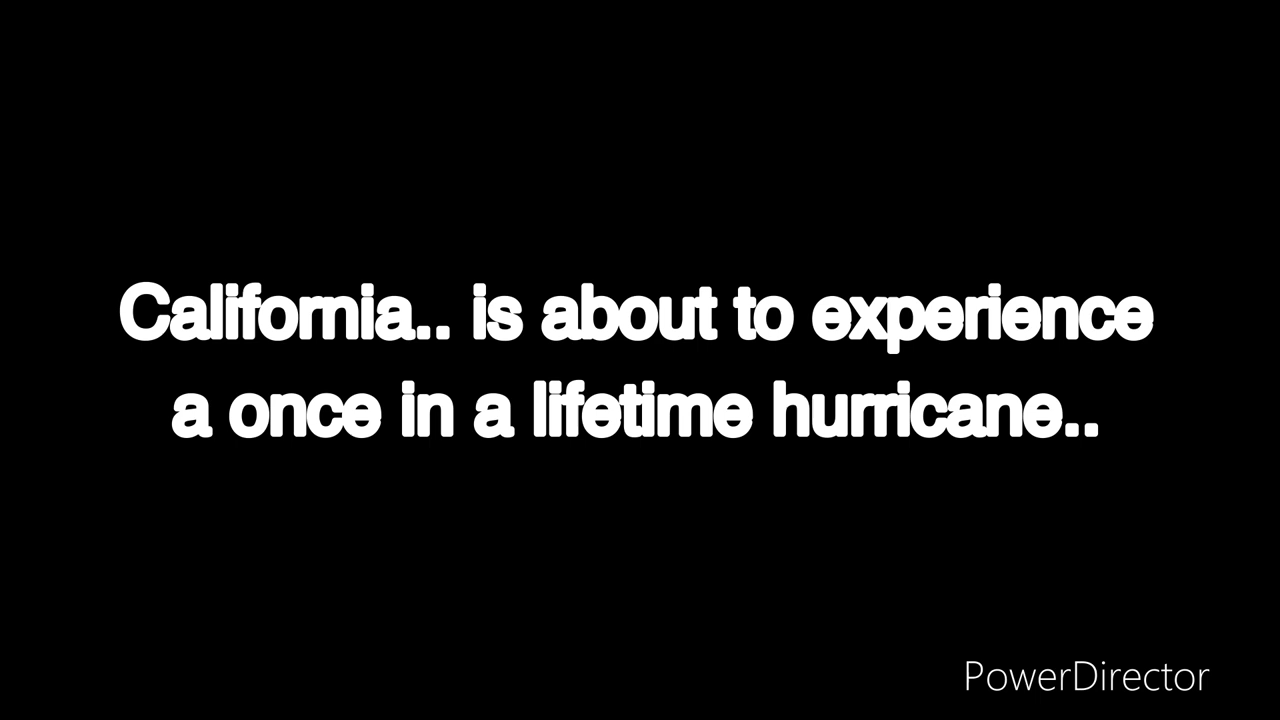 California.. is about to experience
a once in a lifetime hurricane..
PowerDirector